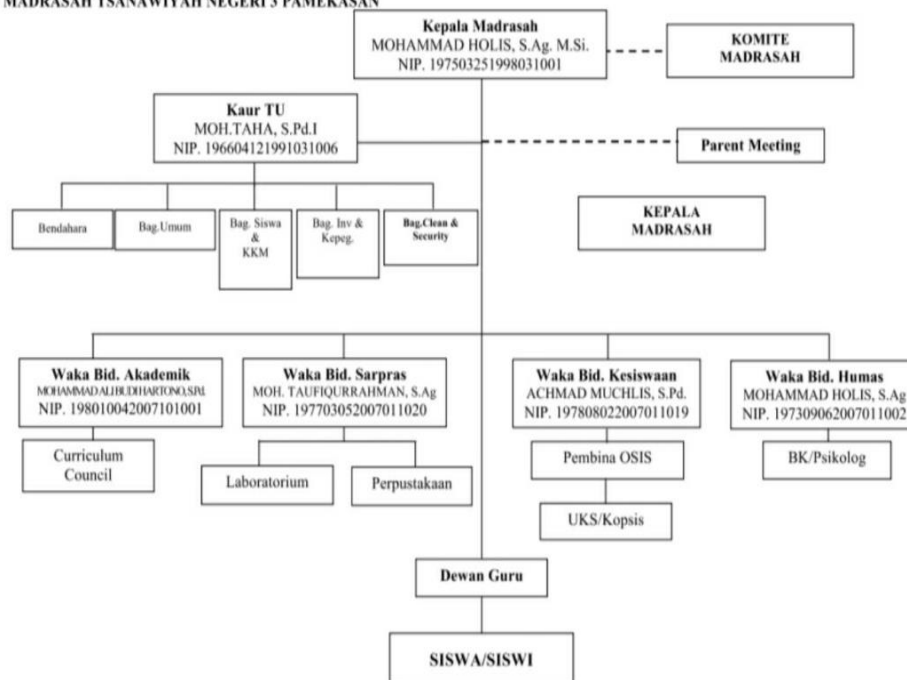 MADRASAH TSANAWIYAH NEGERI 3 PAMEKASAN
Kepala Madrasah
MOHAMMAD HOLIS, S.Ag. M.Si.
NIP. 197503251998031001
KOMITE
MADRASAH
Kaur TU
MOH.TAHA, S.Pd.I
NIP. 196604121991031006
Parent Meeting
Bendahara
Bag.Umum
Bag. Siswa
&
KKM
Bag. Inv &
Kepeg.
Bag.Clean &
Security
KEPALA
MADRASAH
Waka Bid. Akademik
MOHAMMAD ALI BUDI HARTONO, S.Pd.
NIP. 198010042007101001
Waka Bid. Sarpras
MOH. TAUFIQURRAHMAN, S.Ag
NIP. 197703052007011020
Waka Bid. Kesiswaan
ACHMAD MUCHLIS, S.Pd.
NIP. 197808022007011019
Waka Bid. Humas
MOHAMMAD HOLIS, S.Ag
NIP. 197309062007011002
Curriculum
Council
Laboratorium
Perpustakaan
Pembina OSIS
UKS/Kopsis
BK/Psikolog
Dewan Guru
SISWA/SISWI